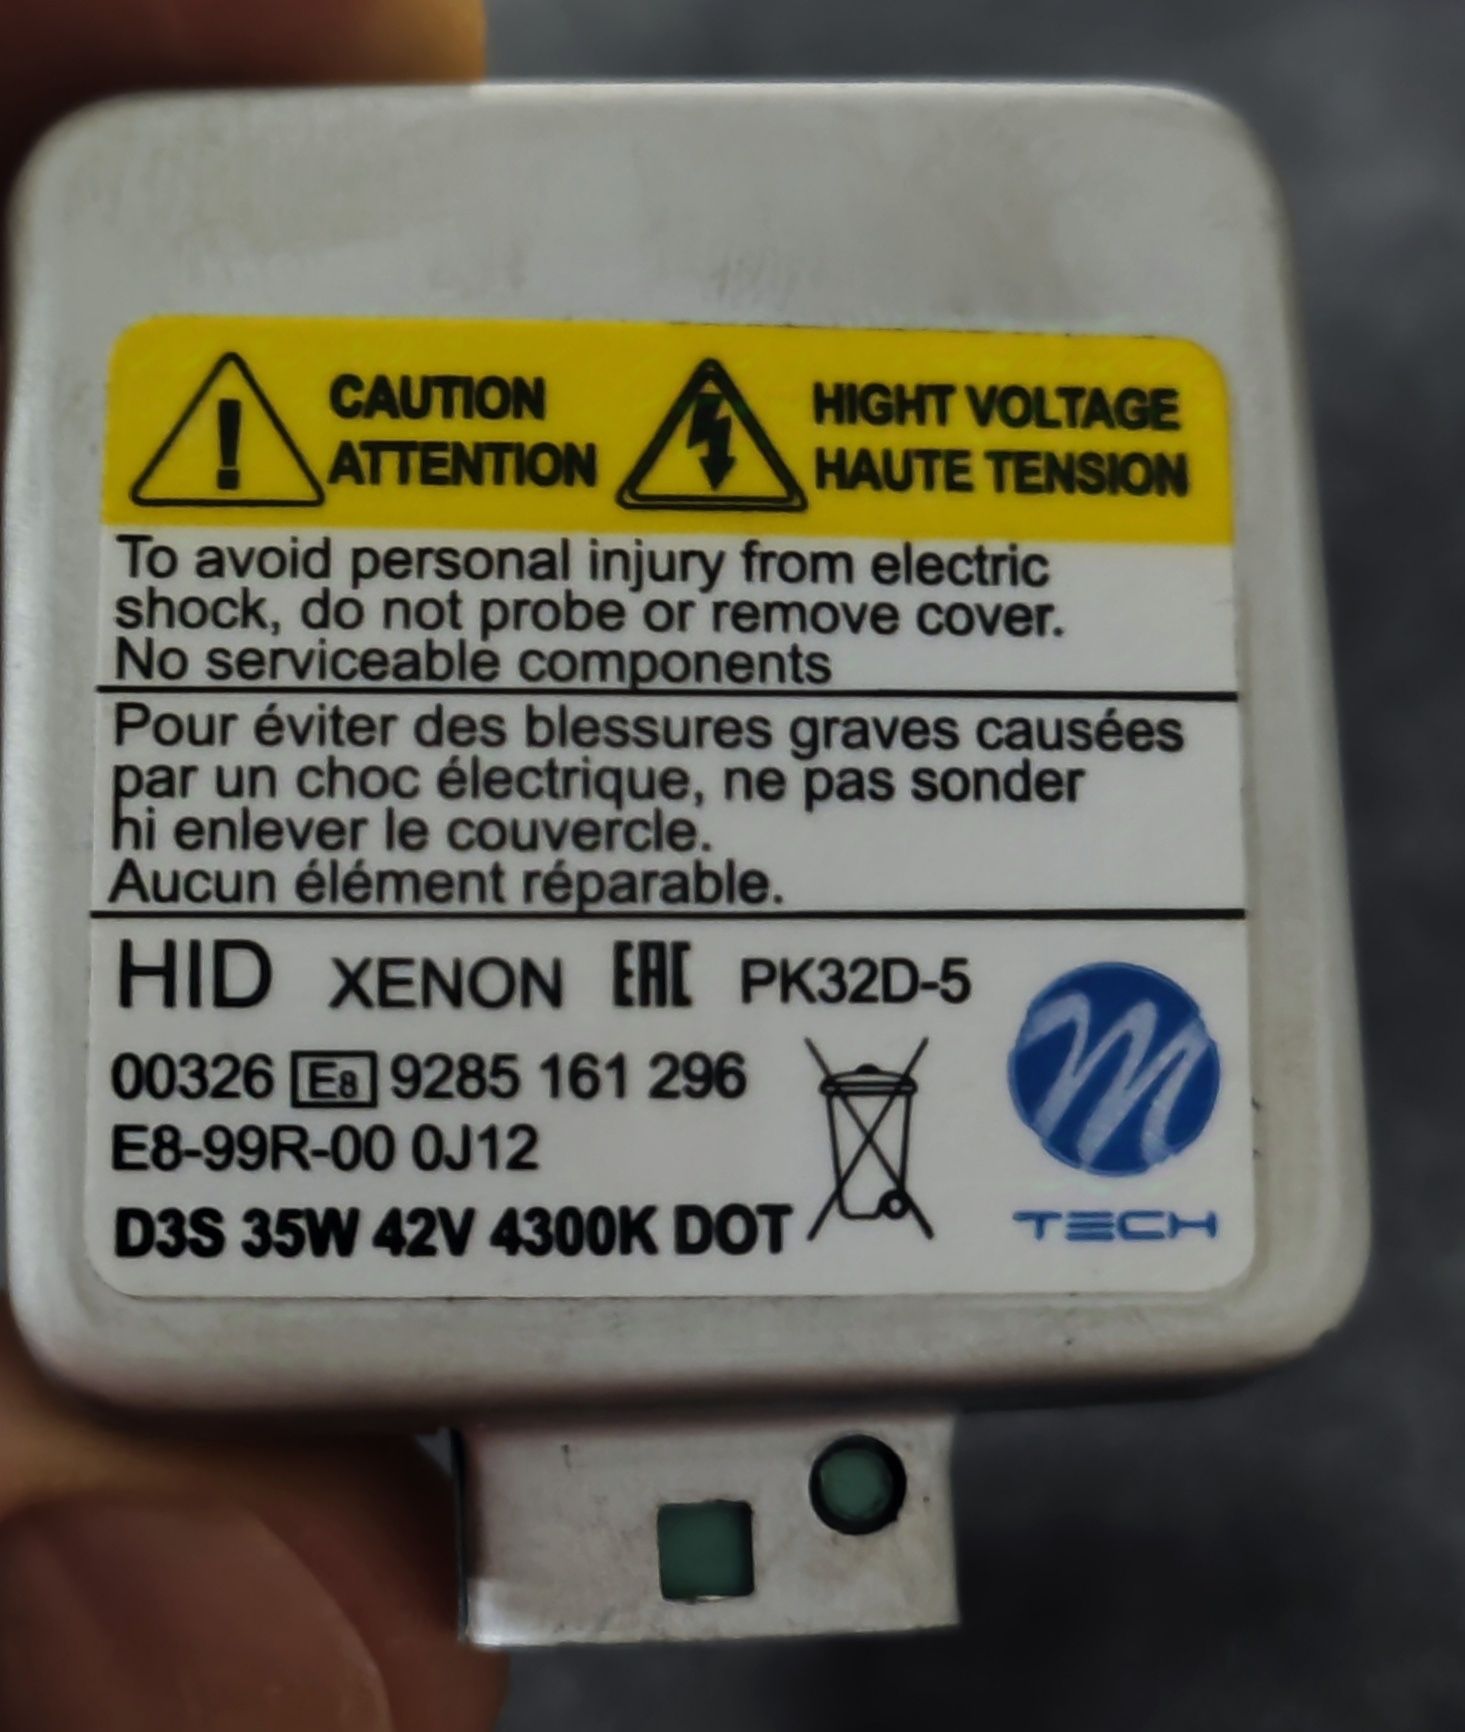 CAUTION
ATTENTION
HIGHT VOLTAGE
HAUTE TENSION
To avoid personal injury from electric
shock, do not probe or remove cover.
No serviceable components
Pour éviter des blessures graves causées
par un choc électrique, ne pas sonder
hi enlever le couvercle.
Aucun élément réparable.
HID XENON EAC PK32D-5
00326 E8 9285 161 296
E8-99R-00 0J12
D3S 35W 42V 4300K DOT
M
TECH